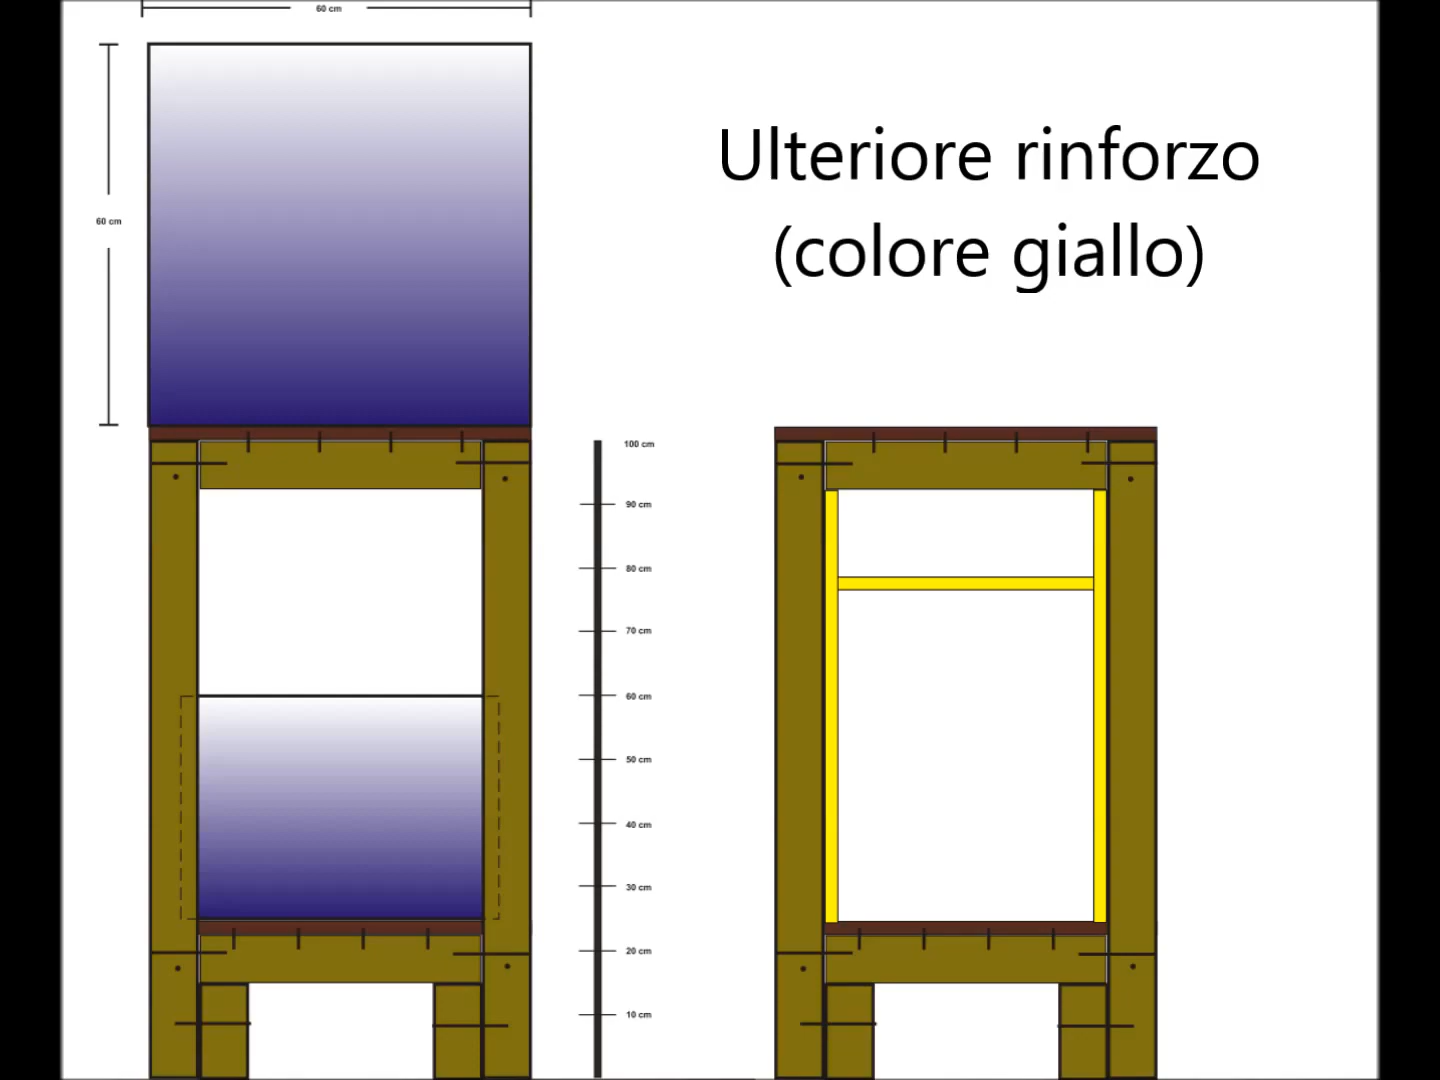 60 cm
Ulteriore rinforzo
(colore giallo)
60 cm
100 cm
90 cm
80 cm
70 cm
60 cm
50 cm
40 cm
30 cm
20 cm
10 cm